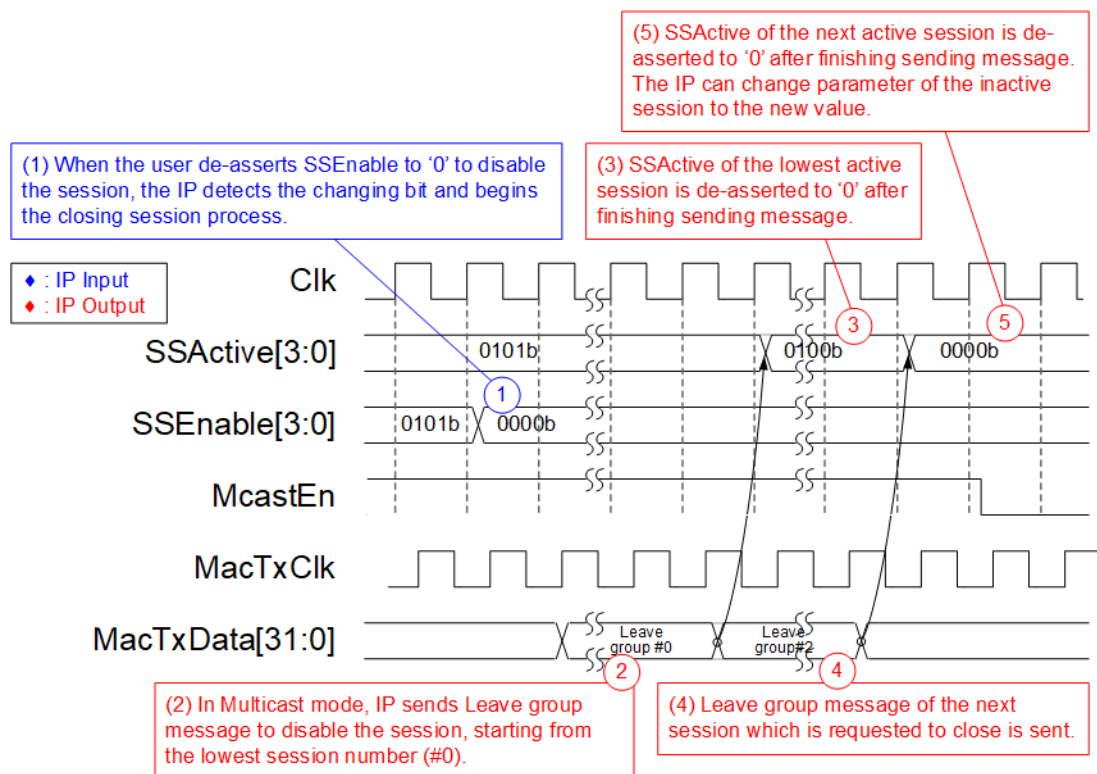 (5) SSActive of the next active session is de-
asserted to ‘0’ after finishing sending message.
The IP can change parameter of the inactive
session to the new value.
(1) When the user de-asserts SSEnable to ‘0’ to disable
the session, the IP detects the changing bit and begins
the closing session process.
(3) SSActive of the lowest active
session is de-asserted to ‘0’ after
finishing sending message.
♦ : IP Input
♦ : IP Output
Clk
SSActive[3:0]
0101b
0100b
3
0000b
5
SSEnable[3:0]
0101b
1
0000b
McastEn
MacTxClk
MacTxData[31:0]
Leave
group #0
Leave
group#2
2
4
(2) In Multicast mode, IP sends Leave group
message to disable the session, starting from
the lowest session number (#0).
(4) Leave group message of the next
session which is requested to close is sent.